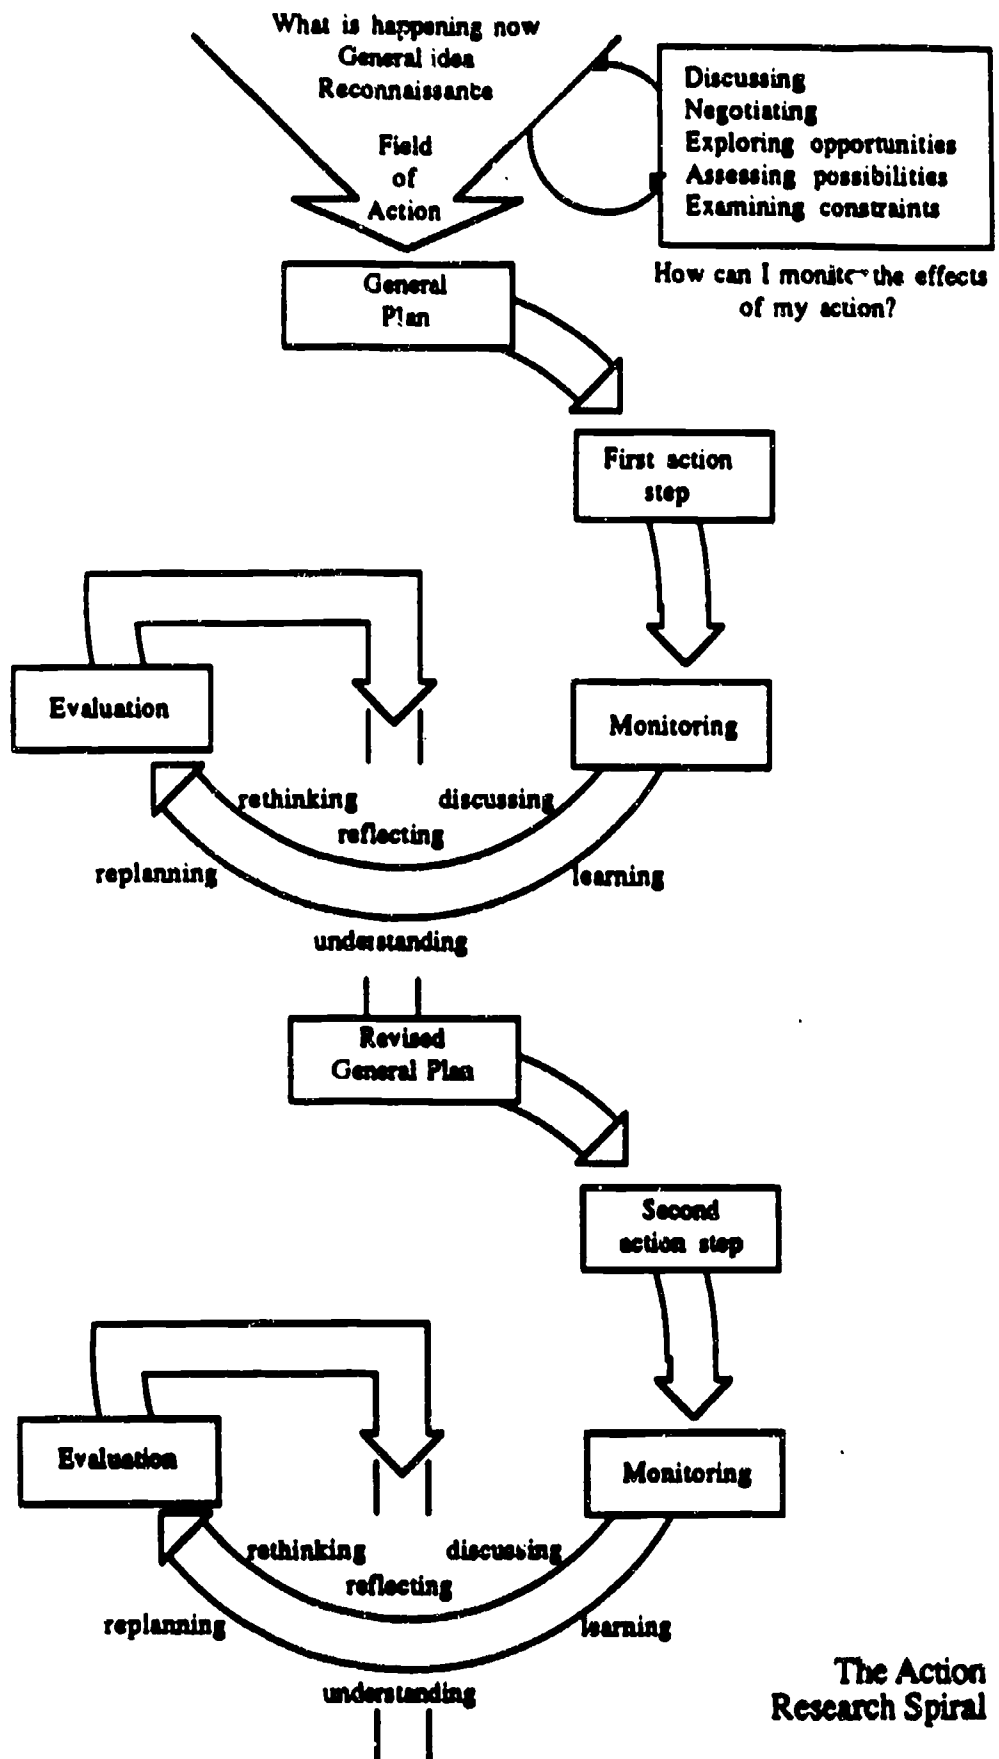 What is happening now
General idea
Reconnaissance
Field
of
Action
Discussing
Negotiating
Exploring opportunities
Assessing possibilities
Examining constraints
How can I monitor the effects
of my action?
General
Plan
First action
step
Evaluation
Monitoring
rethinking discussing
reflecting
replanning learning
understanding
Revised
General Plan
Second
action step
Evaluation
Monitoring
rethinking discussing
reflecting
replanning learning
understanding
The Action
Research Spiral